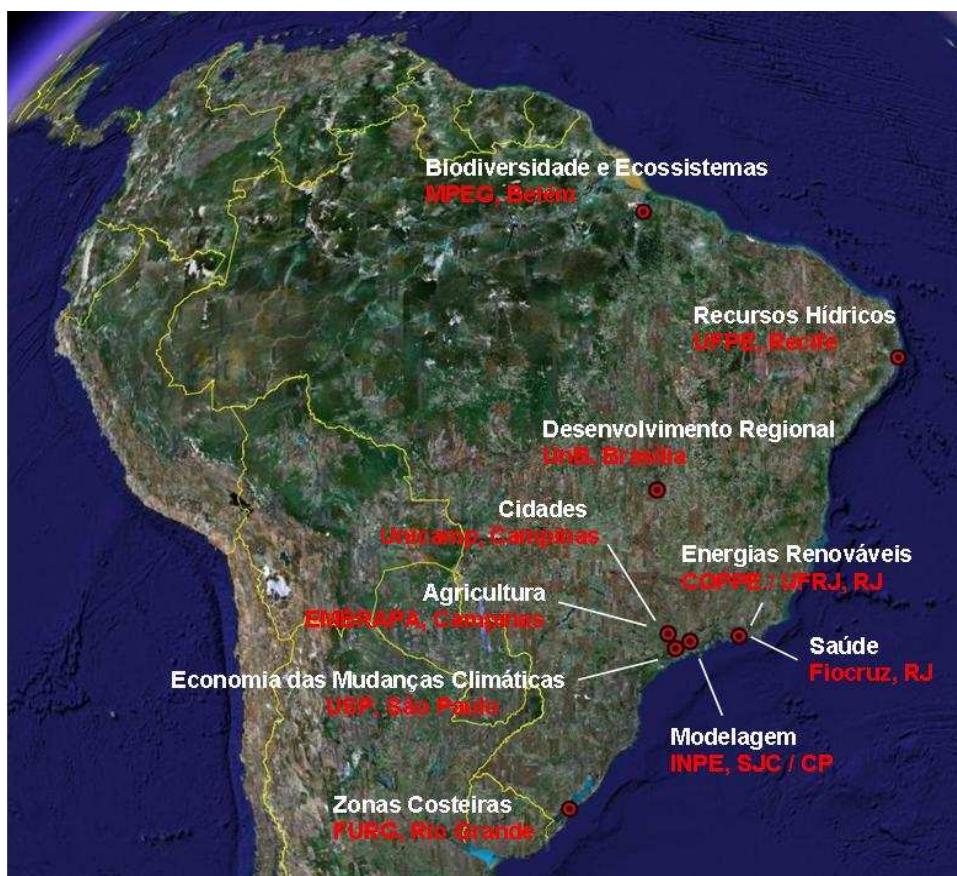 Biodiversidade e Ecossistemas
MPEG, Belém
Recursos Hídricos
UFPE, Recife
Desenvolvimento Regional
UnB, Brasília
Cidades
Unicamp, Campinas
Energias Renováveis
COPPE / UFRJ, RJ
Agricultura
EMBRAPA, Campinas
Saúde
Fiocruz, RJ
Economia das Mudanças Climáticas
USP, São Paulo
Modelagem
INPE, SJC / CP
Zonas Costeiras
FURG, Rio Grande